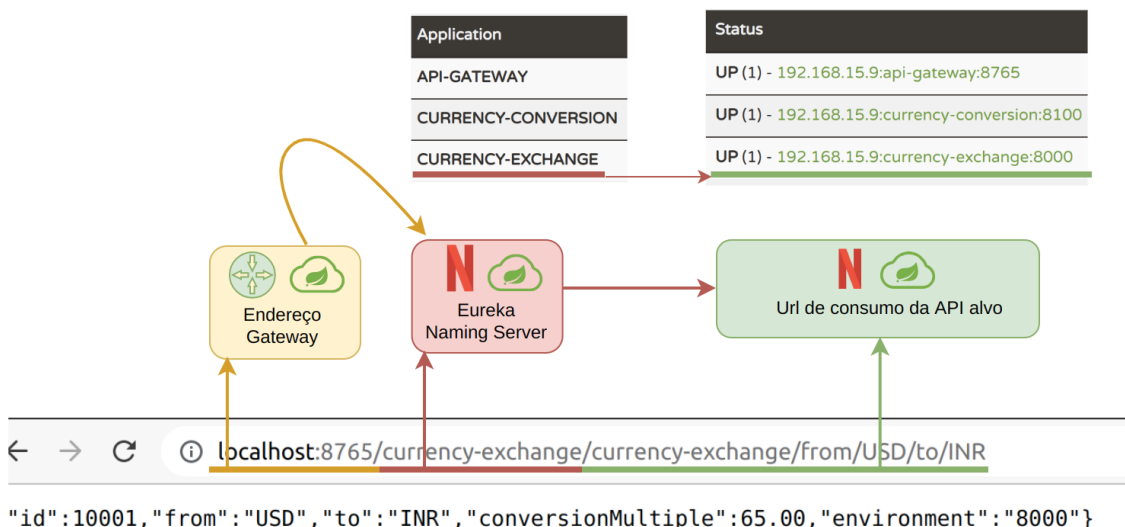 Application
API-GATEWAY
CURRENCY-CONVERSION
CURRENCY-EXCHANGE
Status
UP (1) - 192.168.15.9:api-gateway:8765
UP (1) - 192.168.15.9:currency-conversion:8100
UP (1) - 192.168.15.9:currency-exchange:8000
Endereço
Gateway
Eureka
Naming Server
Url de consumo da API alvo
localhost:8765/currency-exchange/currency-exchange/from/USD/to/INR
"id":10001,"from":"USD","to":"INR","conversionMultiple":65.00,"environment":"8000"}